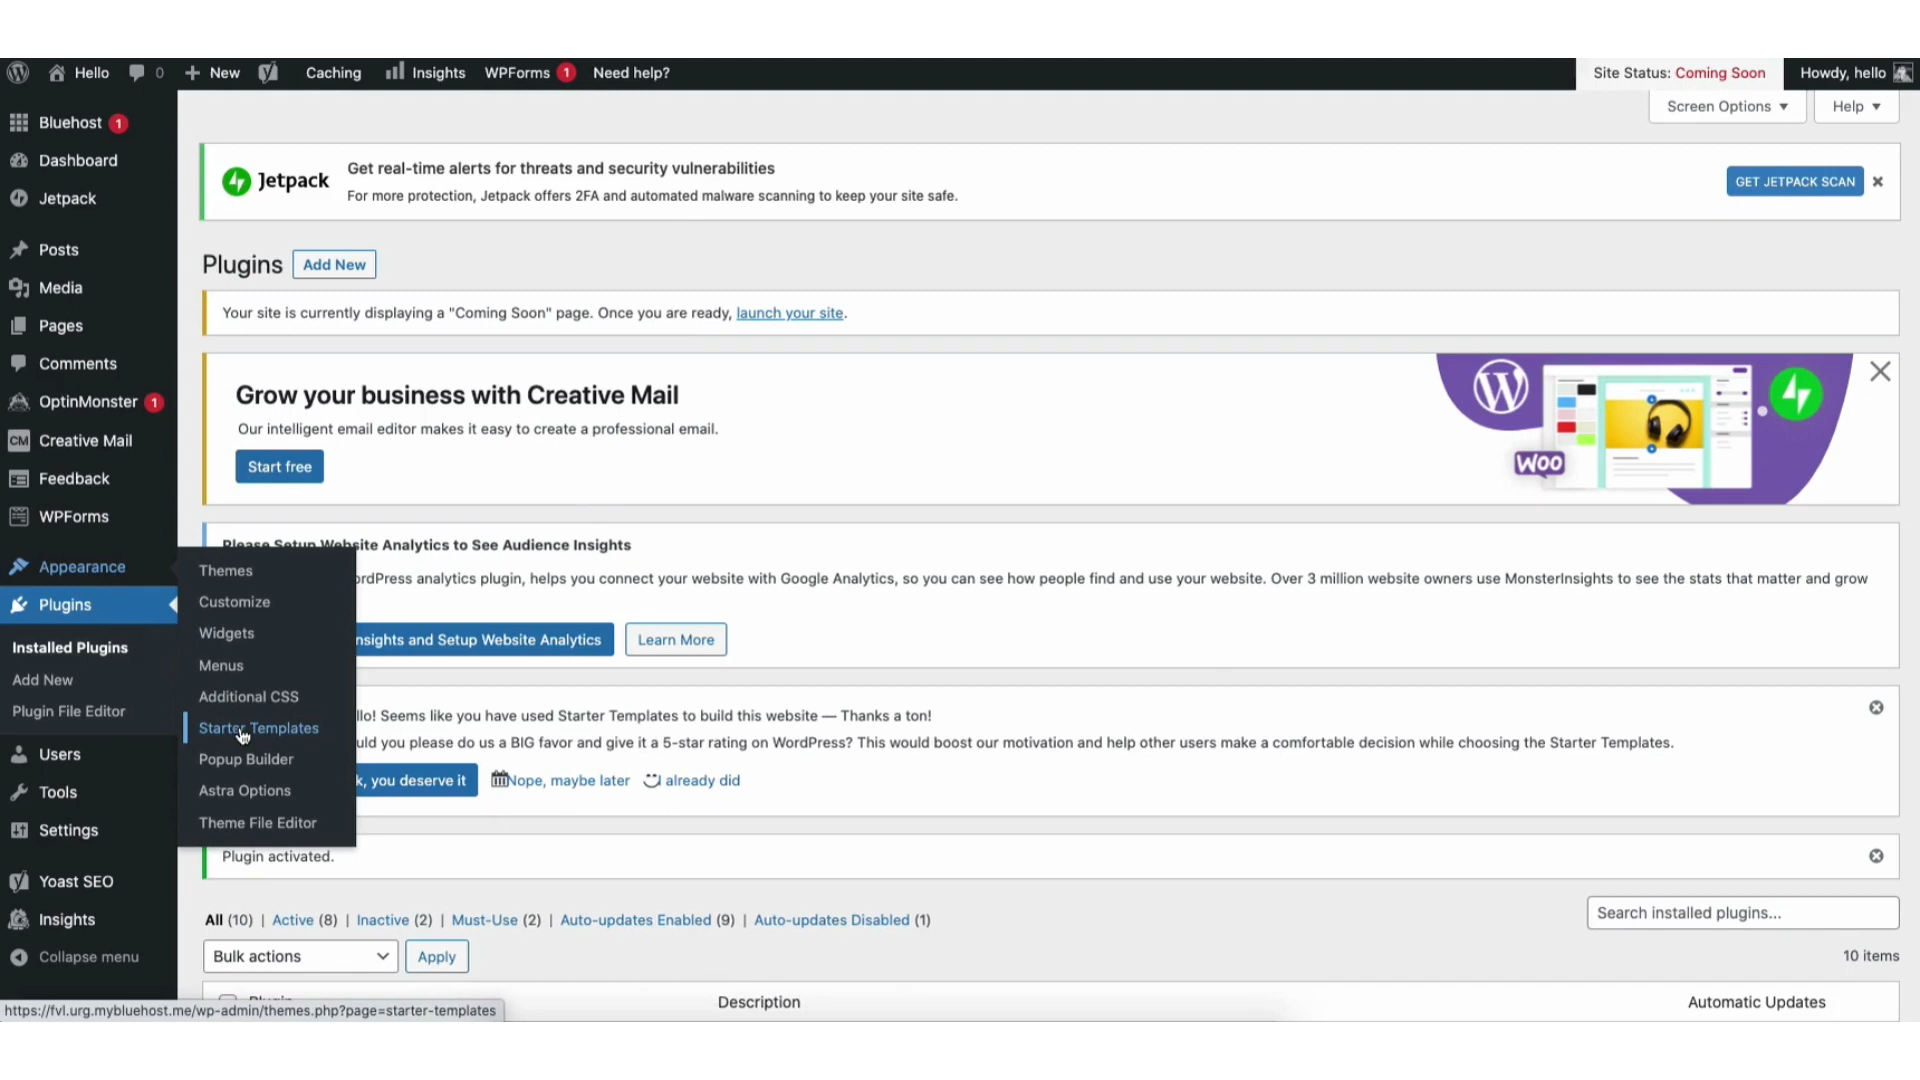 Hello 0 New Caching Insights WPForms 1 Need help? Site Status: Coming Soon Howdy, hello
Screen Options Help
Bluehost 1
Dashboard
Jetpack
Posts
Media
Pages
Comments
OptinMonster 1
CM Creative Mail
Feedback
WPForms
Appearance
Plugins
Installed Plugins
Add New
Plugin File Editor
Users
Tools
Settings
Yoast SEO
Insights
Collapse menu
Themes
Customize
Widgets
Menus
Additional CSS
Starter Templates
Popup Builder
Astra Options
Theme File Editor
Jetpack
Get real-time alerts for threats and security vulnerabilities
For more protection, Jetpack offers 2FA and automated malware scanning to keep your site safe.
GET JETPACK SCAN
Plugins Add New
Your site is currently displaying a "Coming Soon" page. Once you are ready, launch your site.
Grow your business with Creative Mail
Our intelligent email editor makes it easy to create a professional email.
Start free
WOO
Please Setup Website Analytics to See Audience Insights
ordPress analytics plugin, helps you connect your website with Google Analytics, so you can see how people find and use your website. Over 3 million website owners use MonsterInsights to see the stats that matter and grow
nsights and Setup Website Analytics Learn More
llo! Seems like you have used Starter Templates to build this website — Thanks a ton!
uld you please do us a BIG favor and give it a 5-star rating on WordPress? This would boost our motivation and help other users make a comfortable decision while choosing the Starter Templates.
k, you deserve it Nope, maybe later I already did
Plugin activated.
All (10) | Active (8) | Inactive (2) | Must-Use (2) | Auto-updates Enabled (9) | Auto-updates Disabled (1)
Search installed plugins...
Bulk actions Apply 10 items
Plugin Description Automatic Updates
https://fvl.urg.mybluehost.me/wp-admin/themes.php?page=starter-templates